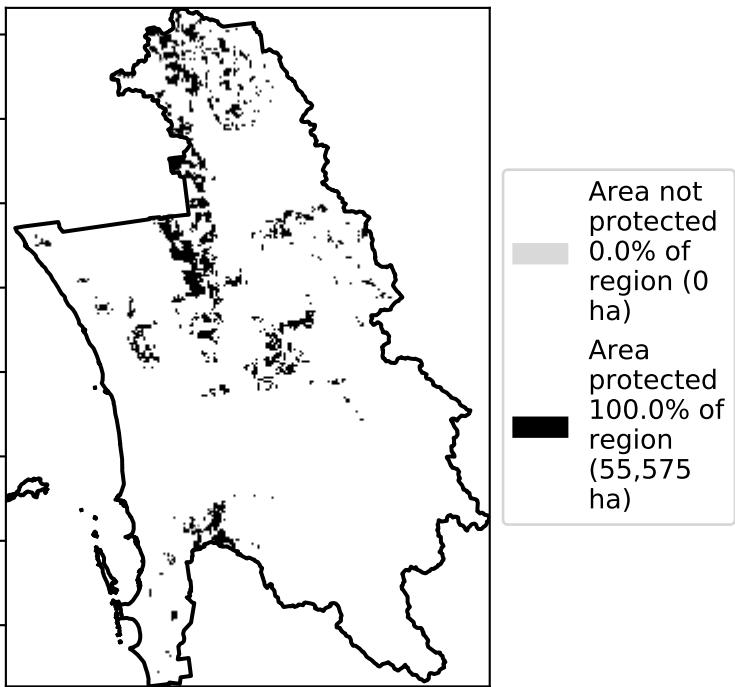 Area not
protected
0.0% of
region (0
ha)
Area
protected
100.0% of
region
(55,575
ha)